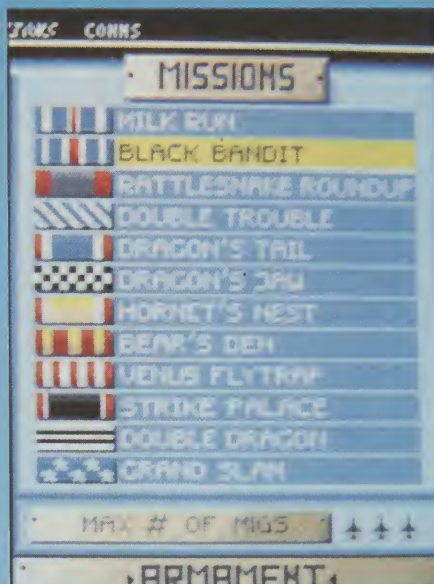 COMMS
MISSIONS
MILK RUN
BLACK BANDIT
RATTLESNAKE ROUNDUP
DOUBLE TROUBLE
DRAGON'S TAIL
DRAGON'S JAW
HORNET'S NEST
BEAR'S DEN
VENUS FLYTRAP
STRIKE PALACE
DOUBLE DRAGON
GRAND SLAM
MAX # OF MIGS
ARMAMENT